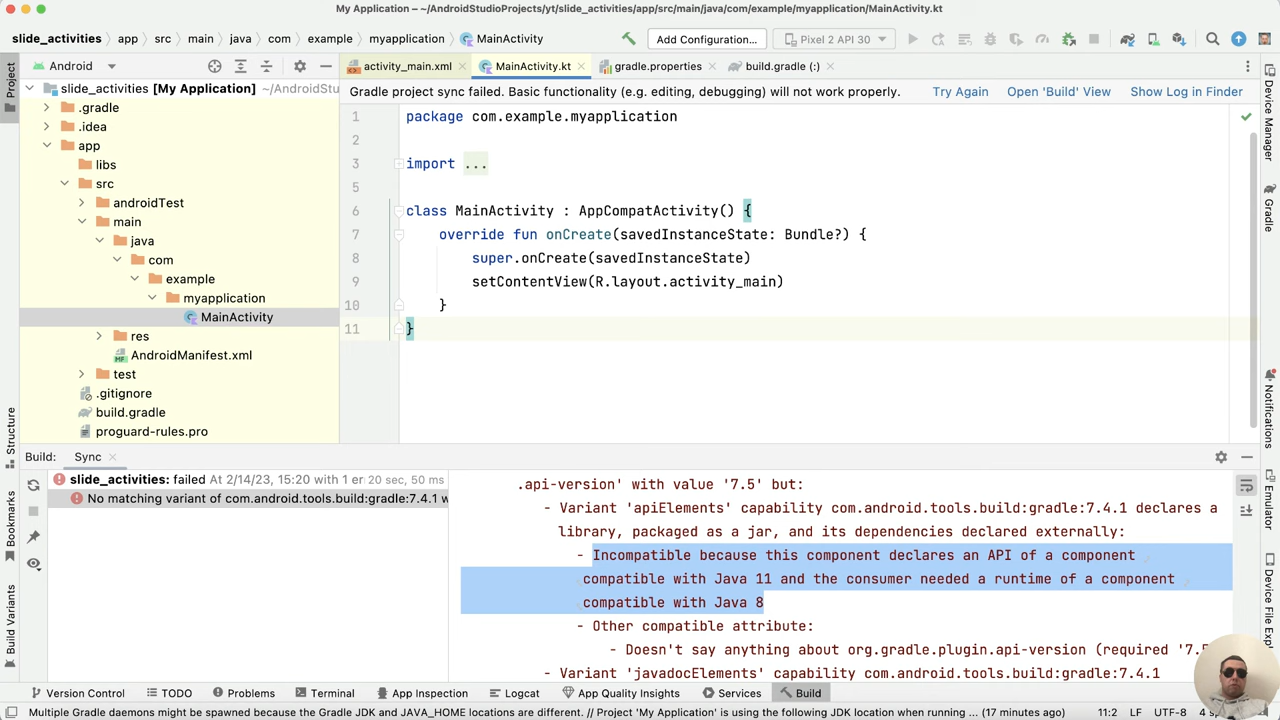 My Application – ~/AndroidStudioProjects/yt/slide_activities/app/src/main/java/com/example/myapplication/MainActivity.kt
slide_activities app src main java com example myapplication MainActivity Add Configuration... Pixel 2 API 30
Project
Android
activity_main.xml MainActivity.kt gradle.properties build.gradle (:)
Device Manager
slide_activities [My Application] ~/AndroidStu
Gradle project sync failed. Basic functionality (e.g. editing, debugging) will not work properly. Try Again Open 'Build' View Show Log in Finder
.gradle
.idea
app
libs
src
androidTest
main
java
com
example
myapplication
MainActivity
res
AndroidManifest.xml
test
.gitignore
build.gradle
proguard-rules.pro
1 package com.example.myapplication
2
3 import ...
5
6 class MainActivity : AppCompatActivity() {
7 override fun onCreate(savedInstanceState: Bundle?) {
8 super.onCreate(savedInstanceState)
9 setContentView(R.layout.activity_main)
10 }
11 }
Gradle
Notifications
Structure
Build: Sync
slide_activities: failed At 2/14/23, 15:20 with 1 er 20 sec, 50 ms
No matching variant of com.android.tools.build:gradle:7.4.1 w
.api-version' with value '7.5' but:
- Variant 'apiElements' capability com.android.tools.build:gradle:7.4.1 declares a
library, packaged as a jar, and its dependencies declared externally:
- Incompatible because this component declares an API of a component
compatible with Java 11 and the consumer needed a runtime of a component
compatible with Java 8
- Other compatible attribute:
- Doesn't say anything about org.gradle.plugin.api-version (required '7.5
- Variant 'javadocElements' capability com.android.tools.build:gradle:7.4.1
Bookmarks
Build Variants
Emulator
Device File Expl
Version Control TODO Problems Terminal App Inspection Logcat App Quality Insights Services Build
Multiple Gradle daemons might be spawned because the Gradle JDK and JAVA_HOME locations are different. // Project 'My Application' is using the following JDK location when running ... (17 minutes ago) 11:2 LF UTF-8 4